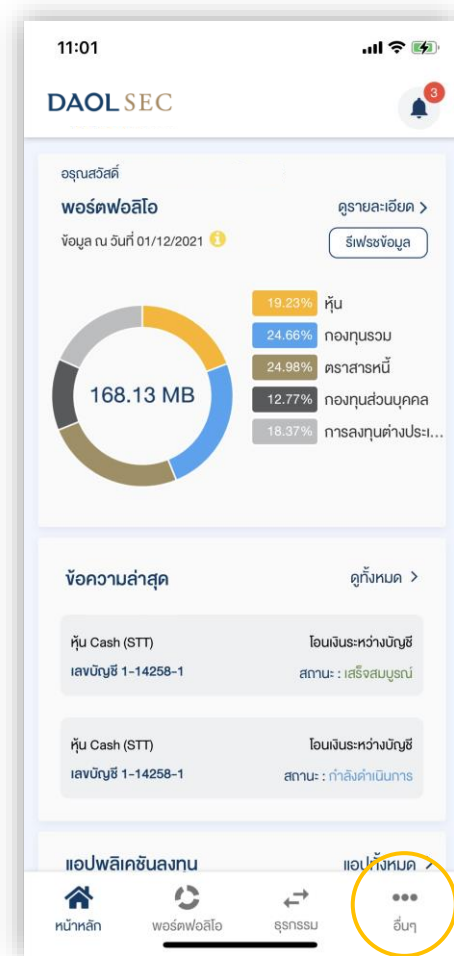 11:01
DAOL SEC
3
อรุณสวัสดิ์
พอร์ตฟอลิโอ
ดูรายละเอียด >
ข้อมูล ณ วันที่ 01/12/2021
รีเฟรชข้อมูล
168.13 MB
19.23% หุ้น
24.66% กองทุนรวม
24.98% ตราสารหนี้
12.77% กองทุนส่วนบุคคล
18.37% การลงทุนต่างประเ...
ข้อความล่าสุด
ดูทั้งหมด >
หุ้น Cash (STT) โอนเงินระหว่างบัญชี
เลขบัญชี 1-14258-1 สถานะ : เสร็จสมบูรณ์
หุ้น Cash (STT) โอนเงินระหว่างบัญชี
เลขบัญชี 1-14258-1 สถานะ : กำลังดำเนินการ
แอปพลิเคชันลงทุน แอปทั้งหมด
หน้าหลัก พอร์ตฟอลิโอ ธุรกรรม อื่นๆ